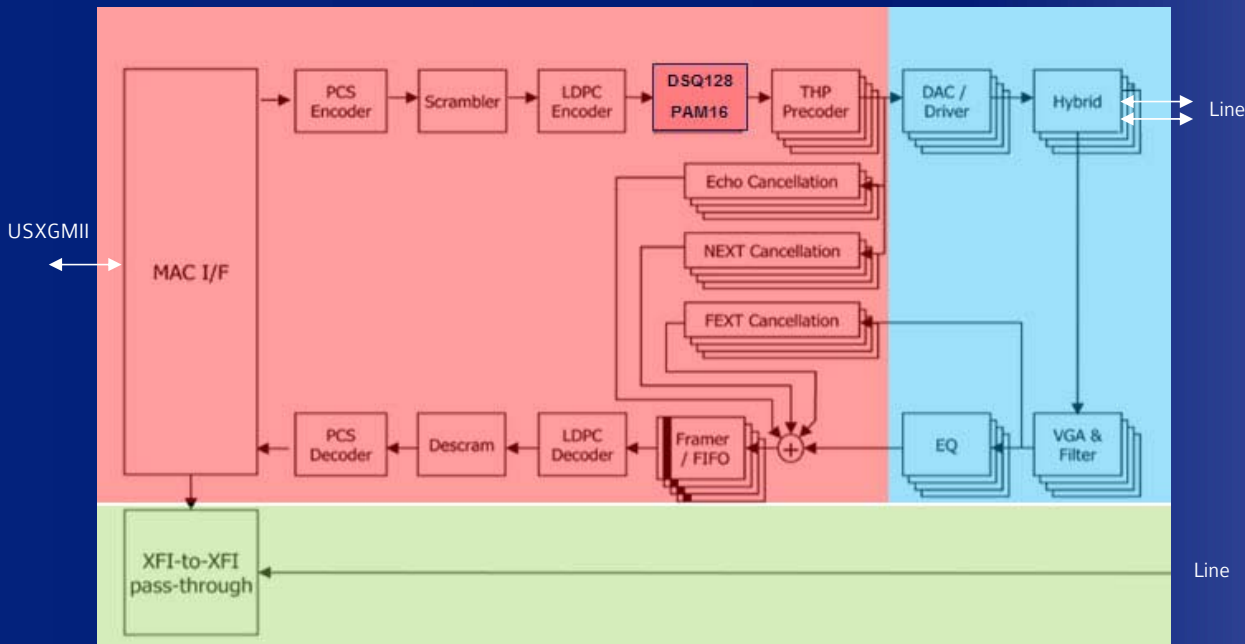 PCS
Encoder
Scrambler
LDPC
Encoder
DSQ128
PAM16
THP
Precoder
DAC /
Driver
Hybrid
Line
Echo Cancellation
USXGMII
MAC I/F
NEXT Cancellation
FEXT Cancellation
PCS
Decoder
Descram
LDPC
Decoder
Framer
/ FIFO
+
EQ
VGA &
Filter
XFI-to-XFI
pass-through
Line